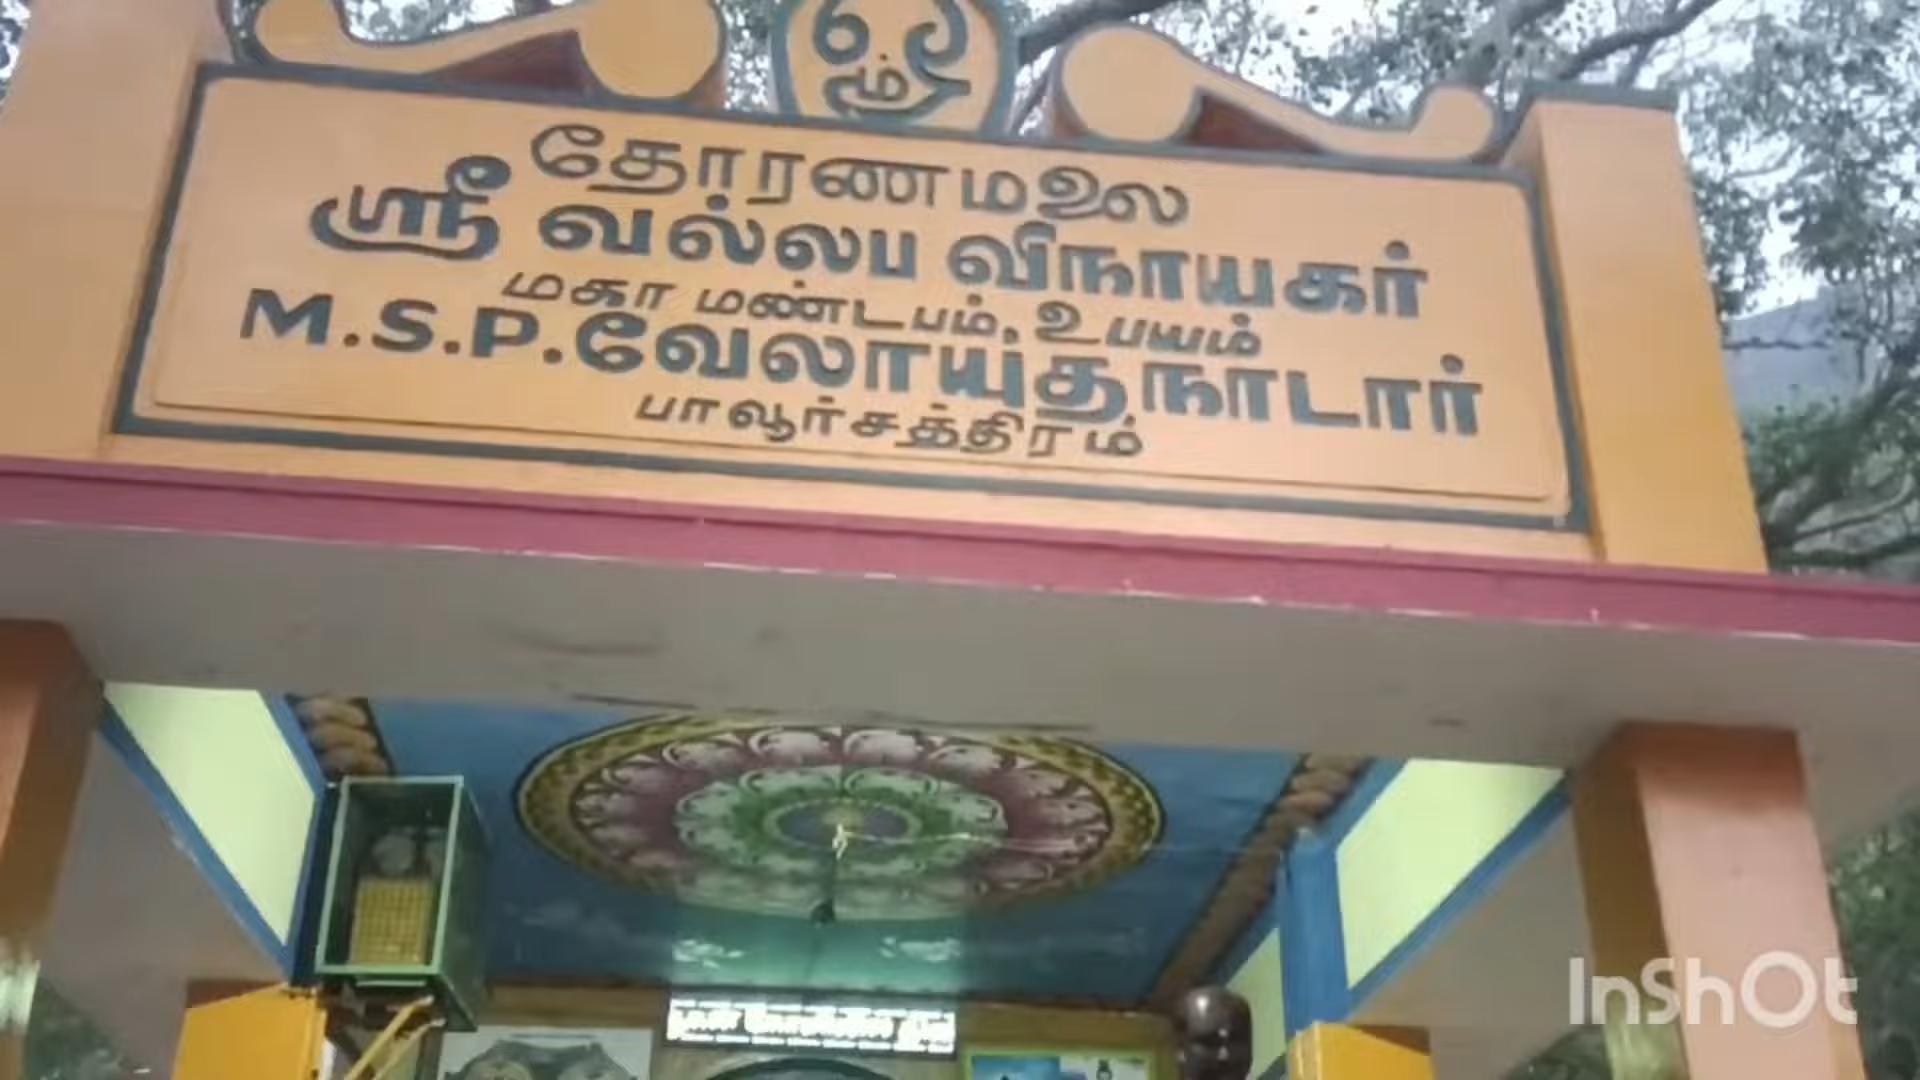 ஓம்
தோரணமலை
ஸ்ரீ வல்லப விநாயகர்
மகா மண்டபம், உபயம்
M.S.P.வேலாயுதநாடார்
பாவூர்சத்திரம்
InShOt